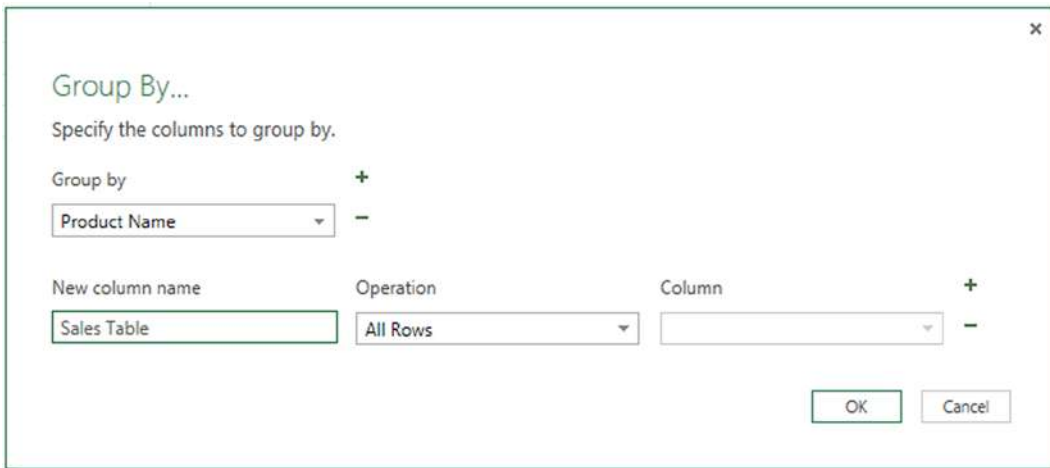 Group By...
Specify the columns to group by.
Group by
Product Name
New column name Operation Column
Sales Table All Rows
OK Cancel